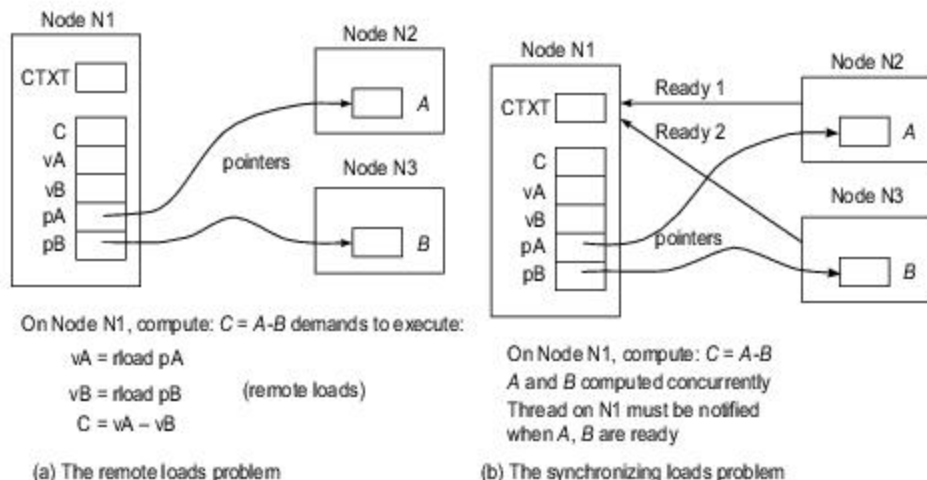 Node N1
CTXT
C
vA
vB
pA
pB
pointers
Node N2
A
Node N3
B
On Node N1, compute: C = A-B demands to execute:
vA = rload pA
vB = rload pB
(remote loads)
C = vA – vB
(a) The remote loads problem
Node N1
CTXT
C
vA
vB
pA
pB
Ready 1
Ready 2
pointers
Node N2
A
Node N3
B
On Node N1, compute: C = A-B
A and B computed concurrently
Thread on N1 must be notified
when A, B are ready
(b) The synchronizing loads problem